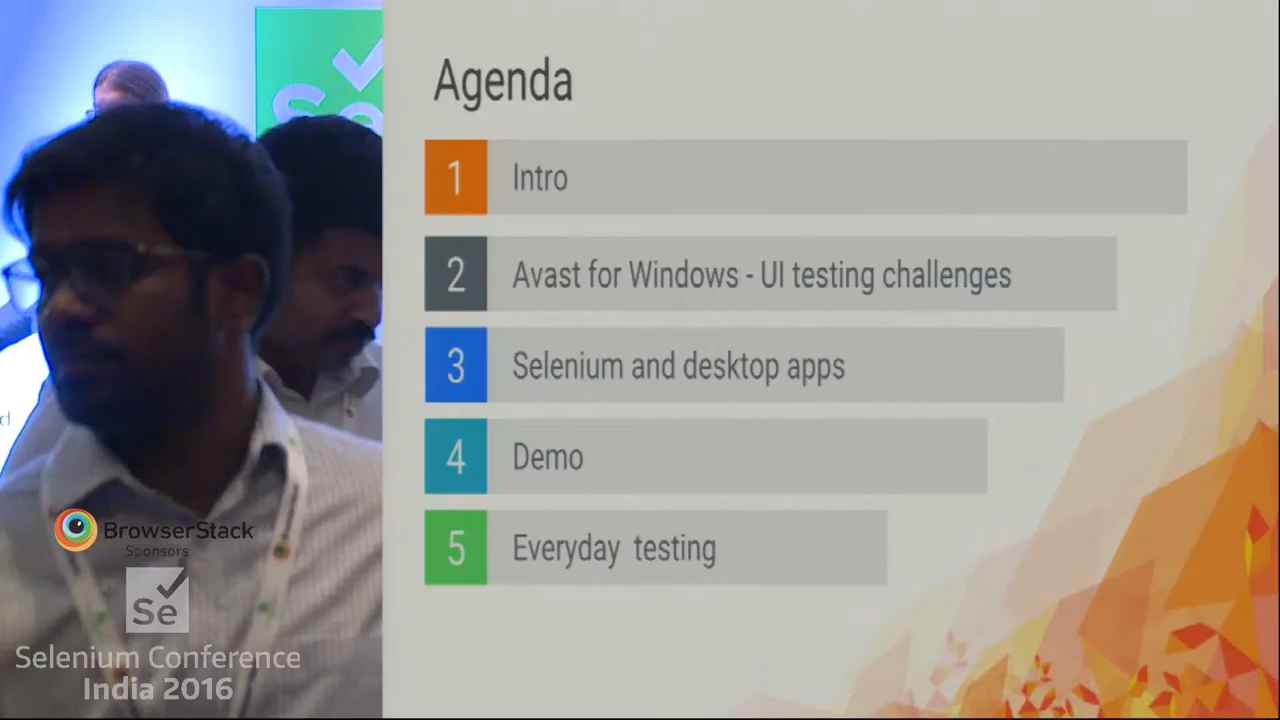 Agenda
1 Intro
2 Avast for Windows - UI testing challenges
3 Selenium and desktop apps
4 Demo
5 Everyday testing
d
BrowserStack
Sponsors
Se
Selenium Conference
India 2016